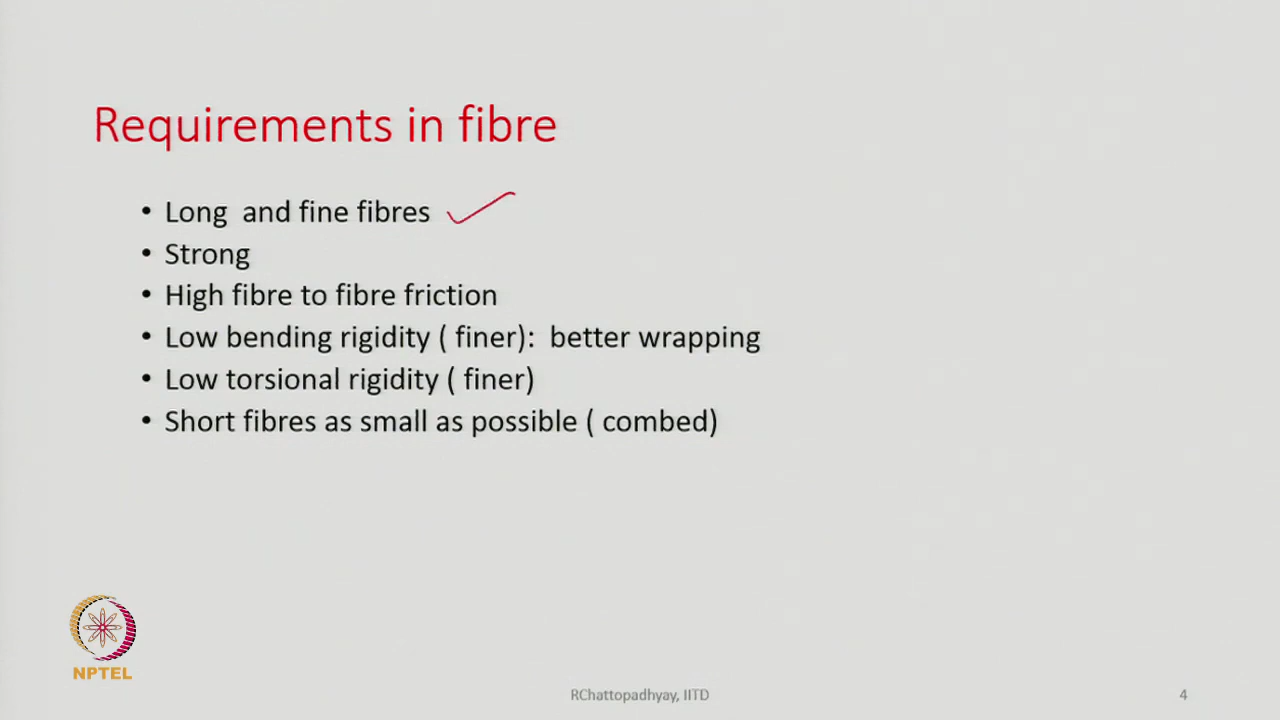 Requirements in fibre
• Long and fine fibres
• Strong
• High fibre to fibre friction
• Low bending rigidity ( finer): better wrapping
• Low torsional rigidity ( finer)
• Short fibres as small as possible ( combed)
NPTEL
RChattopadhyay, IITD
4